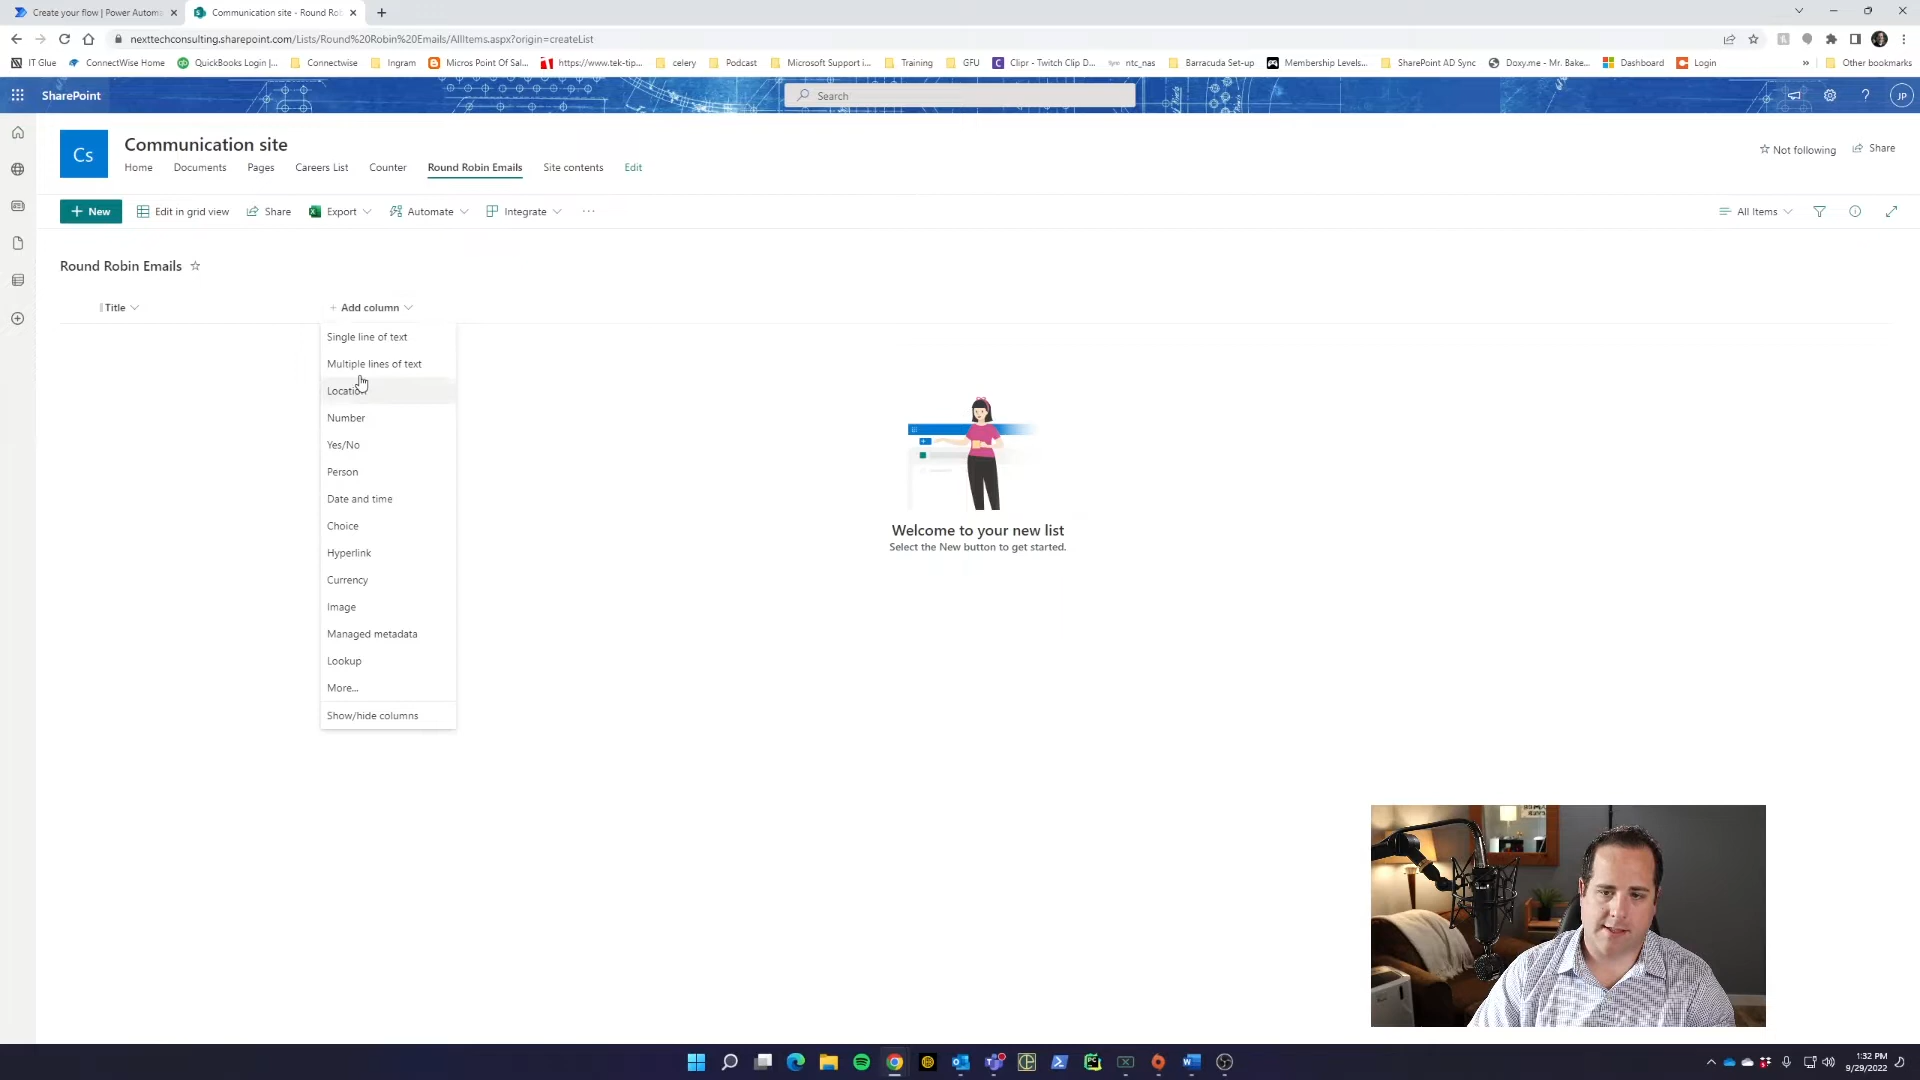 Create your flow | Power Automa
Communication site - Round Rob
nexttechconsulting.sharepoint.com/Lists/Round%20Robin%20Emails/AllItems.aspx?origin=createList
IT Glue
ConnectWise Home
QuickBooks Login |...
Connectwise
Ingram
Micros Point Of Sal...
https://www.tek-tip...
celery
Podcast
Microsoft Support i...
Training
GFU
Clipr - Twitch Clip D...
ntc_nas
Barracuda Set-up
Membership Levels...
SharePoint AD Sync
Doxy.me - Mr. Bake...
Dashboard
Login
»
Other bookmarks
SharePoint
Search
?
JP
Cs
Communication site
Home
Documents
Pages
Careers List
Counter
Round Robin Emails
Site contents
Edit
Not following
Share
+ New
Edit in grid view
Share
Export
Automate
Integrate
...
All Items
Round Robin Emails
Title
+ Add column
Single line of text
Multiple lines of text
Location
Number
Yes/No
Person
Date and time
Choice
Hyperlink
Currency
Image
Managed metadata
Lookup
More...
Show/hide columns
Welcome to your new list
Select the New button to get started.
1:32 PM
9/29/2022